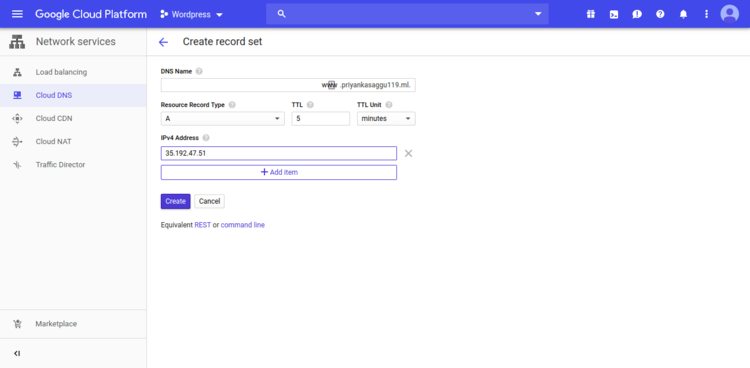 Google Cloud Platform
Wordpress
Network services
Create record set
Load balancing
Cloud DNS
Cloud CDN
Cloud NAT
Traffic Director
Marketplace
DNS Name
www .priyankasaggu119.ml.
Resource Record Type TTL TTL Unit
A 5 minutes
IPv4 Address
35.192.47.51
Add item
Create Cancel
Equivalent REST or command line